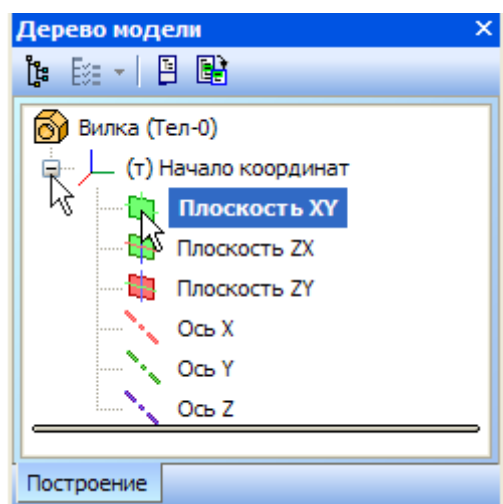 Дерево модели
Вилка (Тел-0)
(т) Начало координат
Плоскость XY
Плоскость ZX
Плоскость ZY
Ось X
Ось Y
Ось Z
Построение